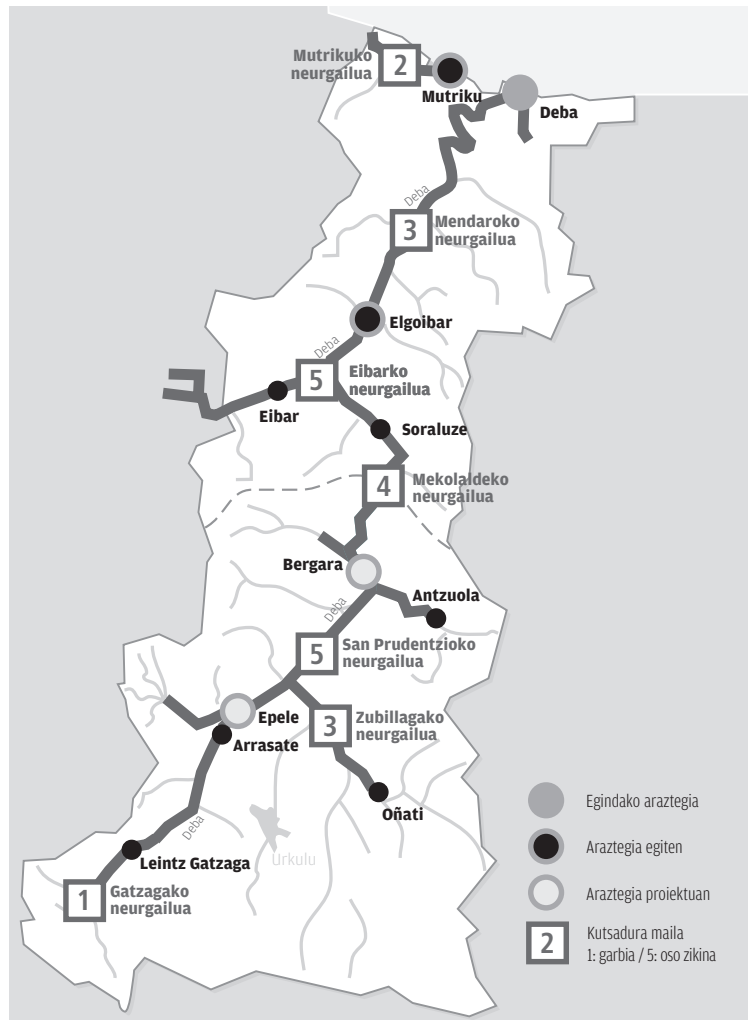 Mutrikuko
neurgailua
2
Mutriku
Deba
Deba
3
Mendaroko
neurgailua
Elgoibar
Deba
5
Eibarko
neurgailua
Eibar
Soraluze
4
Mekolaldeko
neurgailua
Bergara
Antzuola
Deba
5
San Prudentzioko
neurgailua
Epele
3
Zubillagako
neurgailua
Arrasate
Oñati
Deba
Urkulu
Leintz Gatzaga
1
Gatzagako
neurgailua
Egindako araztegia
Araztegia egiten
Araztegia proiektuan
2
Kutsadura maila
1: garbia / 5: oso zikina